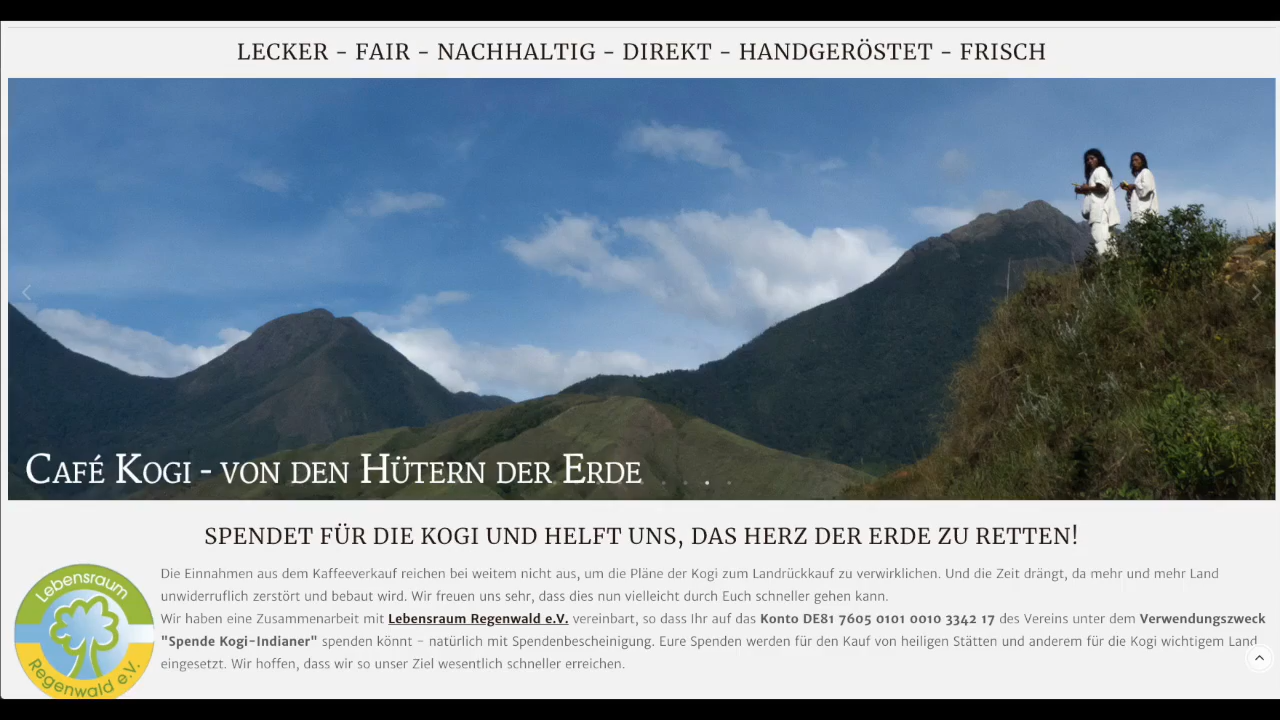 LECKER – FAIR – NACHHALTIG – DIREKT – HANDGERÖSTET – FRISCH
CAFÉ KOGI - VON DEN HÜTERN DER ERDE
SPENDET FÜR DIE KOGI UND HELFT UNS, DAS HERZ DER ERDE ZU RETTEN!
Lebensraum
Regenwald e.V.
Die Einnahmen aus dem Kaffeeverkauf reichen bei weitem nicht aus, um die Pläne der Kogi zum Landrückkauf zu verwirklichen. Und die Zeit drängt, da mehr und mehr Land
unwiderruflich zerstört und bebaut wird. Wir freuen uns sehr, dass dies nun vielleicht durch Euch schneller gehen kann.
Wir haben eine Zusammenarbeit mit Lebensraum Regenwald e.V. vereinbart, so dass Ihr auf das Konto DE81 7605 0101 0010 3342 17 des Vereins unter dem Verwendungszweck
"Spende Kogi-Indianer" spenden könnt – natürlich mit Spendenbescheinigung. Eure Spenden werden für den Kauf von heiligen Stätten und anderem für die Kogi wichtigem Land
eingesetzt. Wir hoffen, dass wir so unser Ziel wesentlich schneller erreichen.